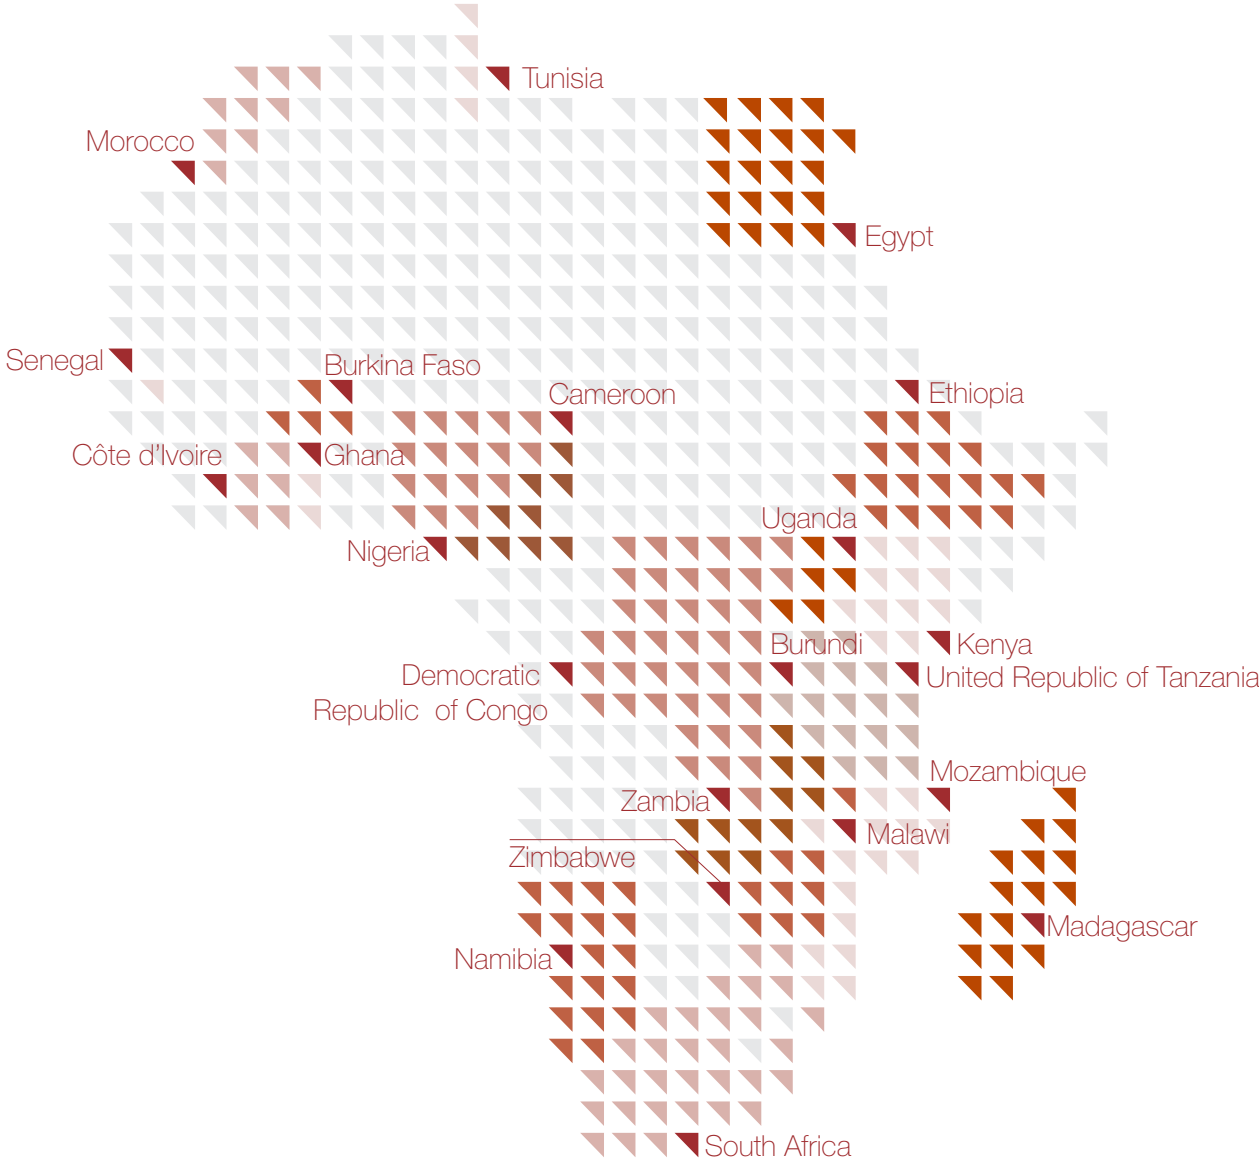 Tunisia
Morocco
Egypt
Senegal
Burkina Faso
Cameroon
Ethiopia
Côte d'Ivoire
Ghana
Uganda
Nigeria
Burundi
Kenya
Democratic
Republic of Congo
United Republic of Tanzania
Mozambique
Zambia
Malawi
Zimbabwe
Madagascar
Namibia
South Africa